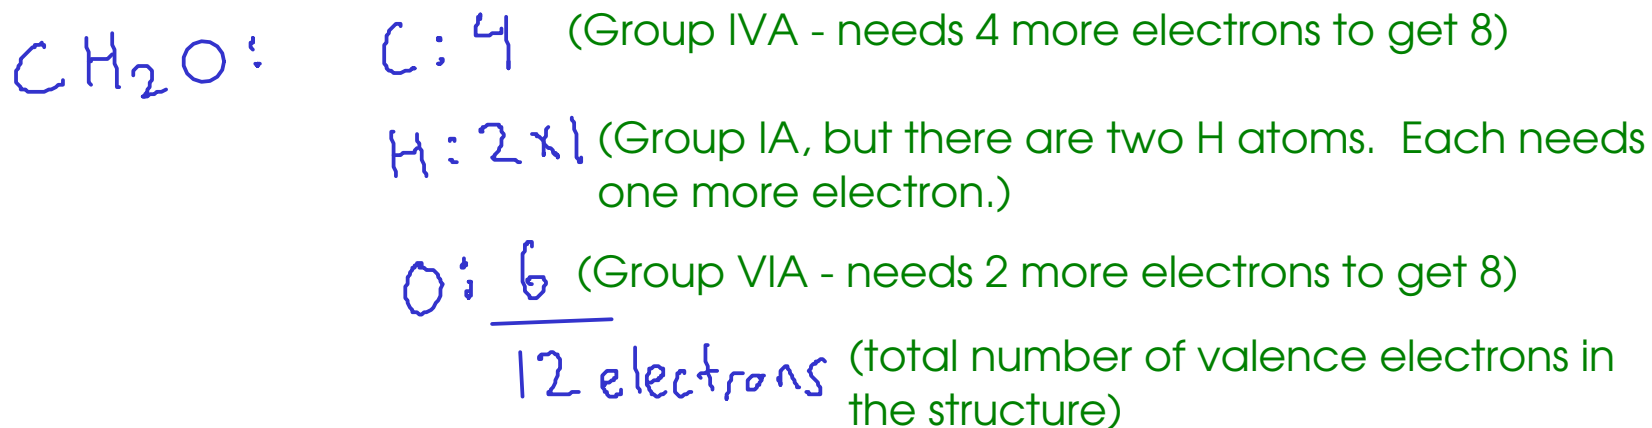 CH₂O: C: 4 (Group IVA - needs 4 more electrons to get 8)
H: 2x1 (Group IA, but there are two H atoms. Each needs
one more electron.)
O: 6 (Group VIA - needs 2 more electrons to get 8)
12 electrons (total number of valence electrons in
the structure)